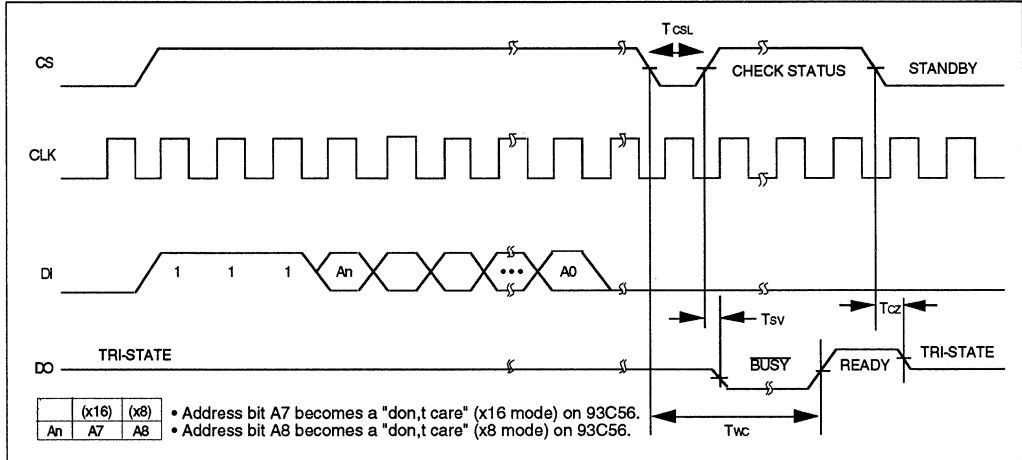 TCSL
CS
CHECK STATUS
STANDBY
CLK
DI
1 1 1 An ••• A0
TSV
TCZ
DO
TRI-STATE
BUSY
READY
TRI-STATE
TWC
(x16) (x8)
An A7 A8
• Address bit A7 becomes a "don,t care" (x16 mode) on 93C56.
• Address bit A8 becomes a "don,t care" (x8 mode) on 93C56.